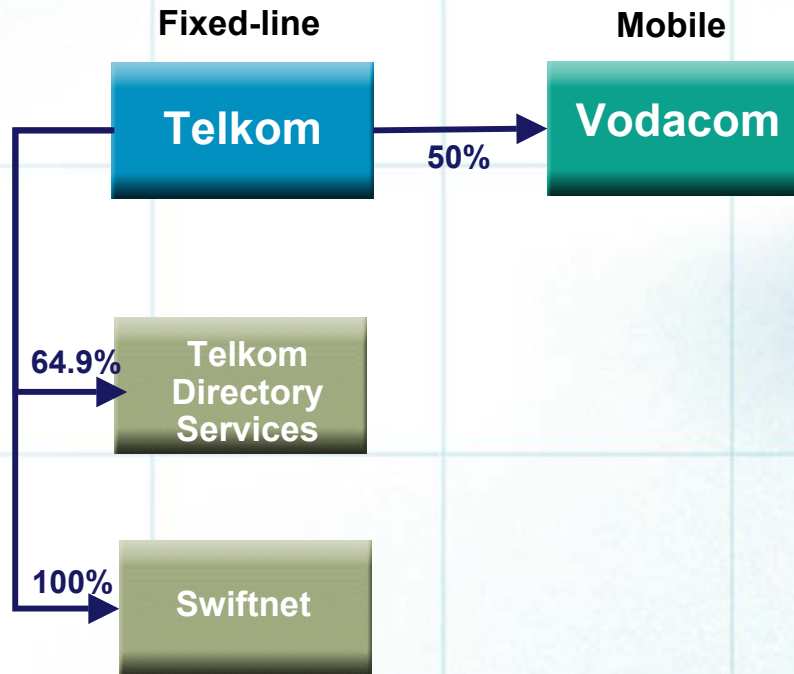 Fixed-line
Mobile
Telkom
50%
Vodacom
64.9%
Telkom
Directory
Services
100%
Swiftnet